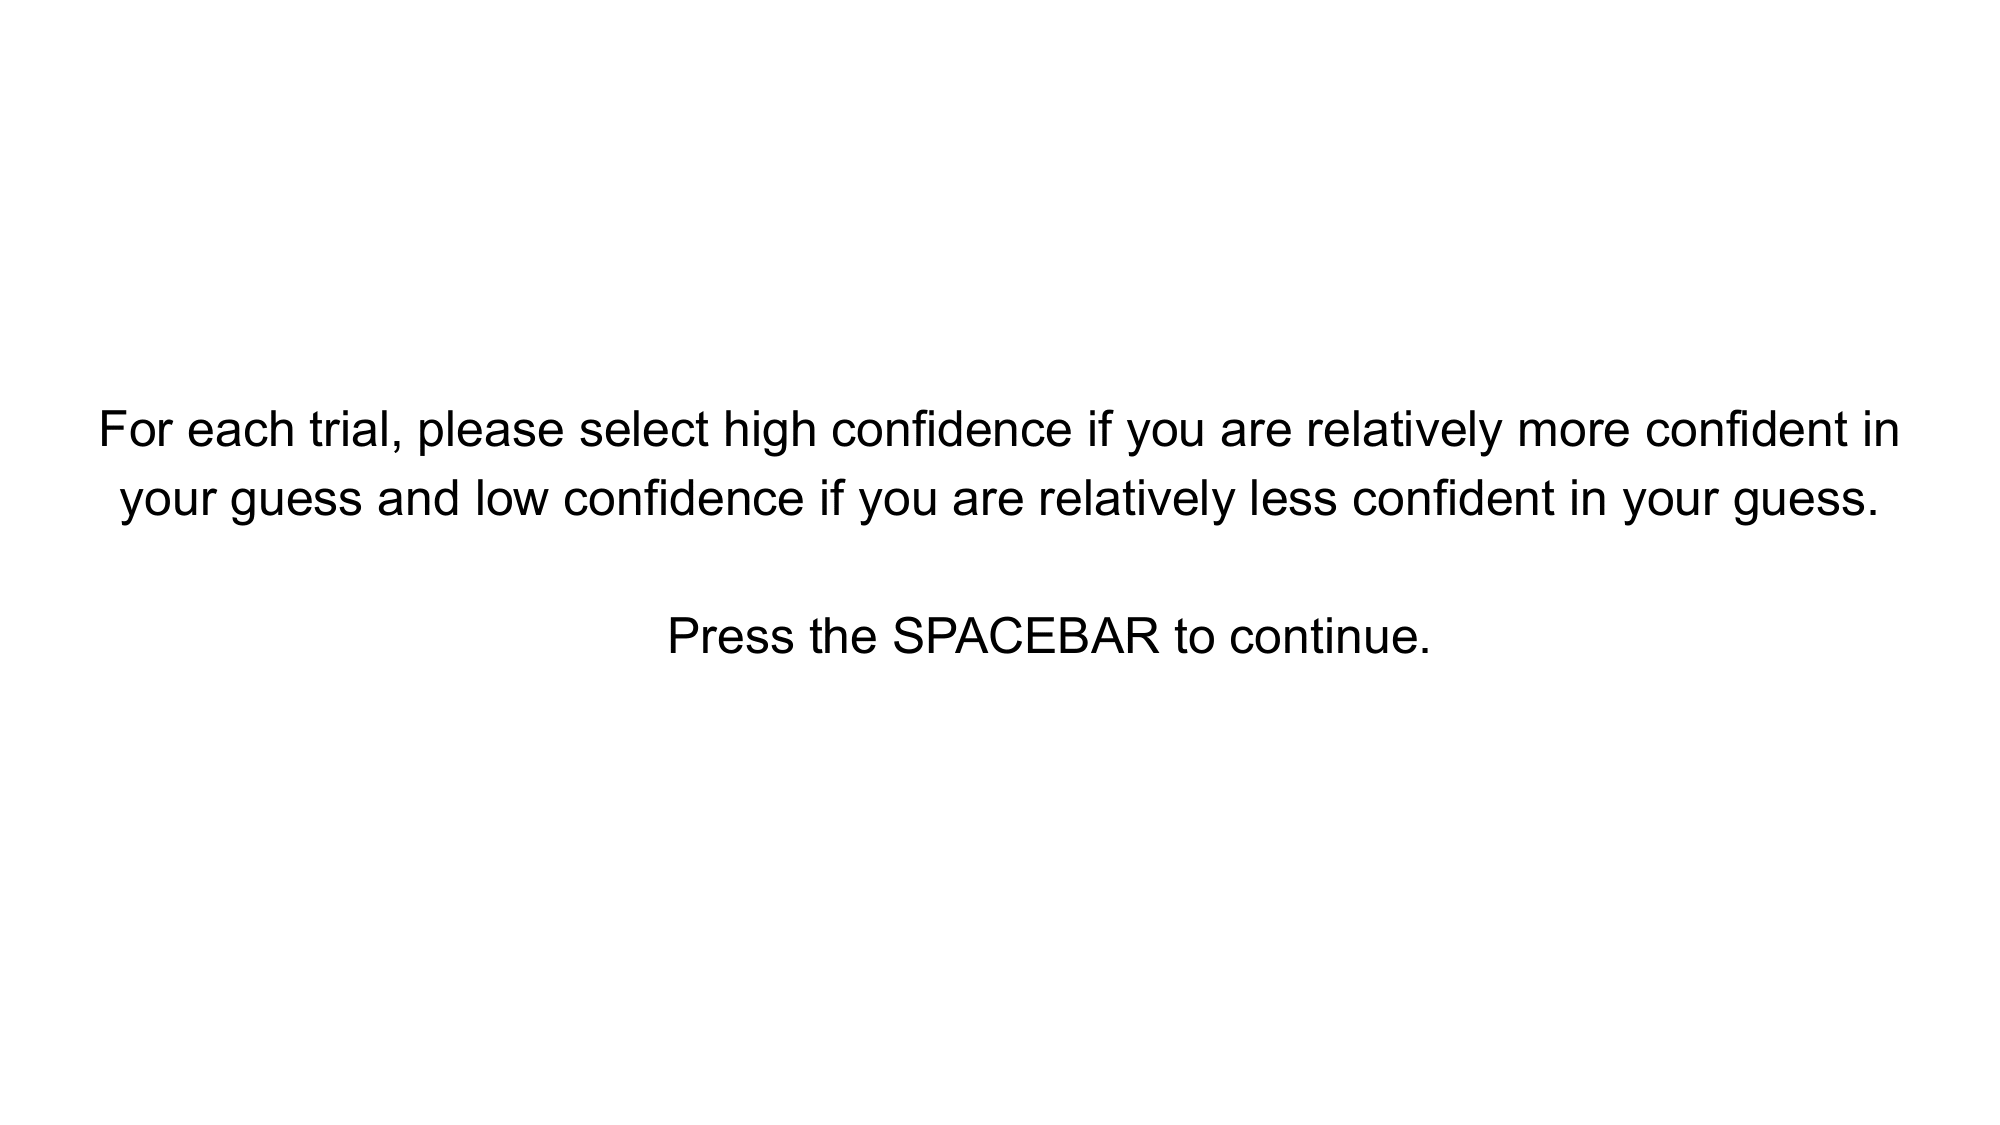 For each trial, please select high confidence if you are relatively more confident in
your guess and low confidence if you are relatively less confident in your guess.
Press the SPACEBAR to continue.